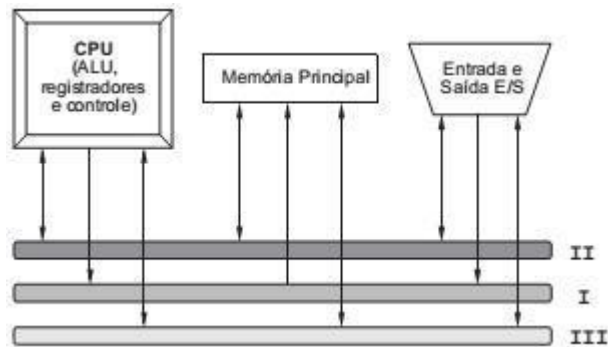 CPU
(ALU,
registradores
e controle)
Memória Principal
Entrada e
Saída E/S
II
I
III